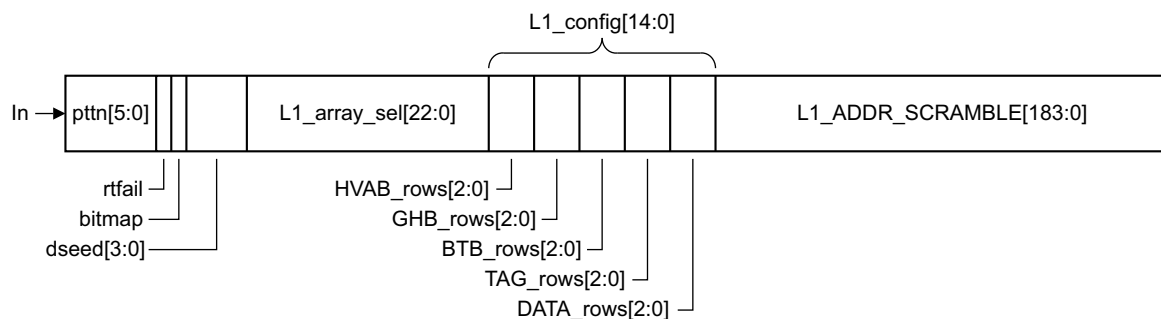 L1_config[14:0]
In
pttn[5:0]
L1_array_sel[22:0]
L1_ADDR_SCRAMBLE[183:0]
rtfail
HVAB_rows[2:0]
bitmap
GHB_rows[2:0]
dseed[3:0]
BTB_rows[2:0]
TAG_rows[2:0]
DATA_rows[2:0]